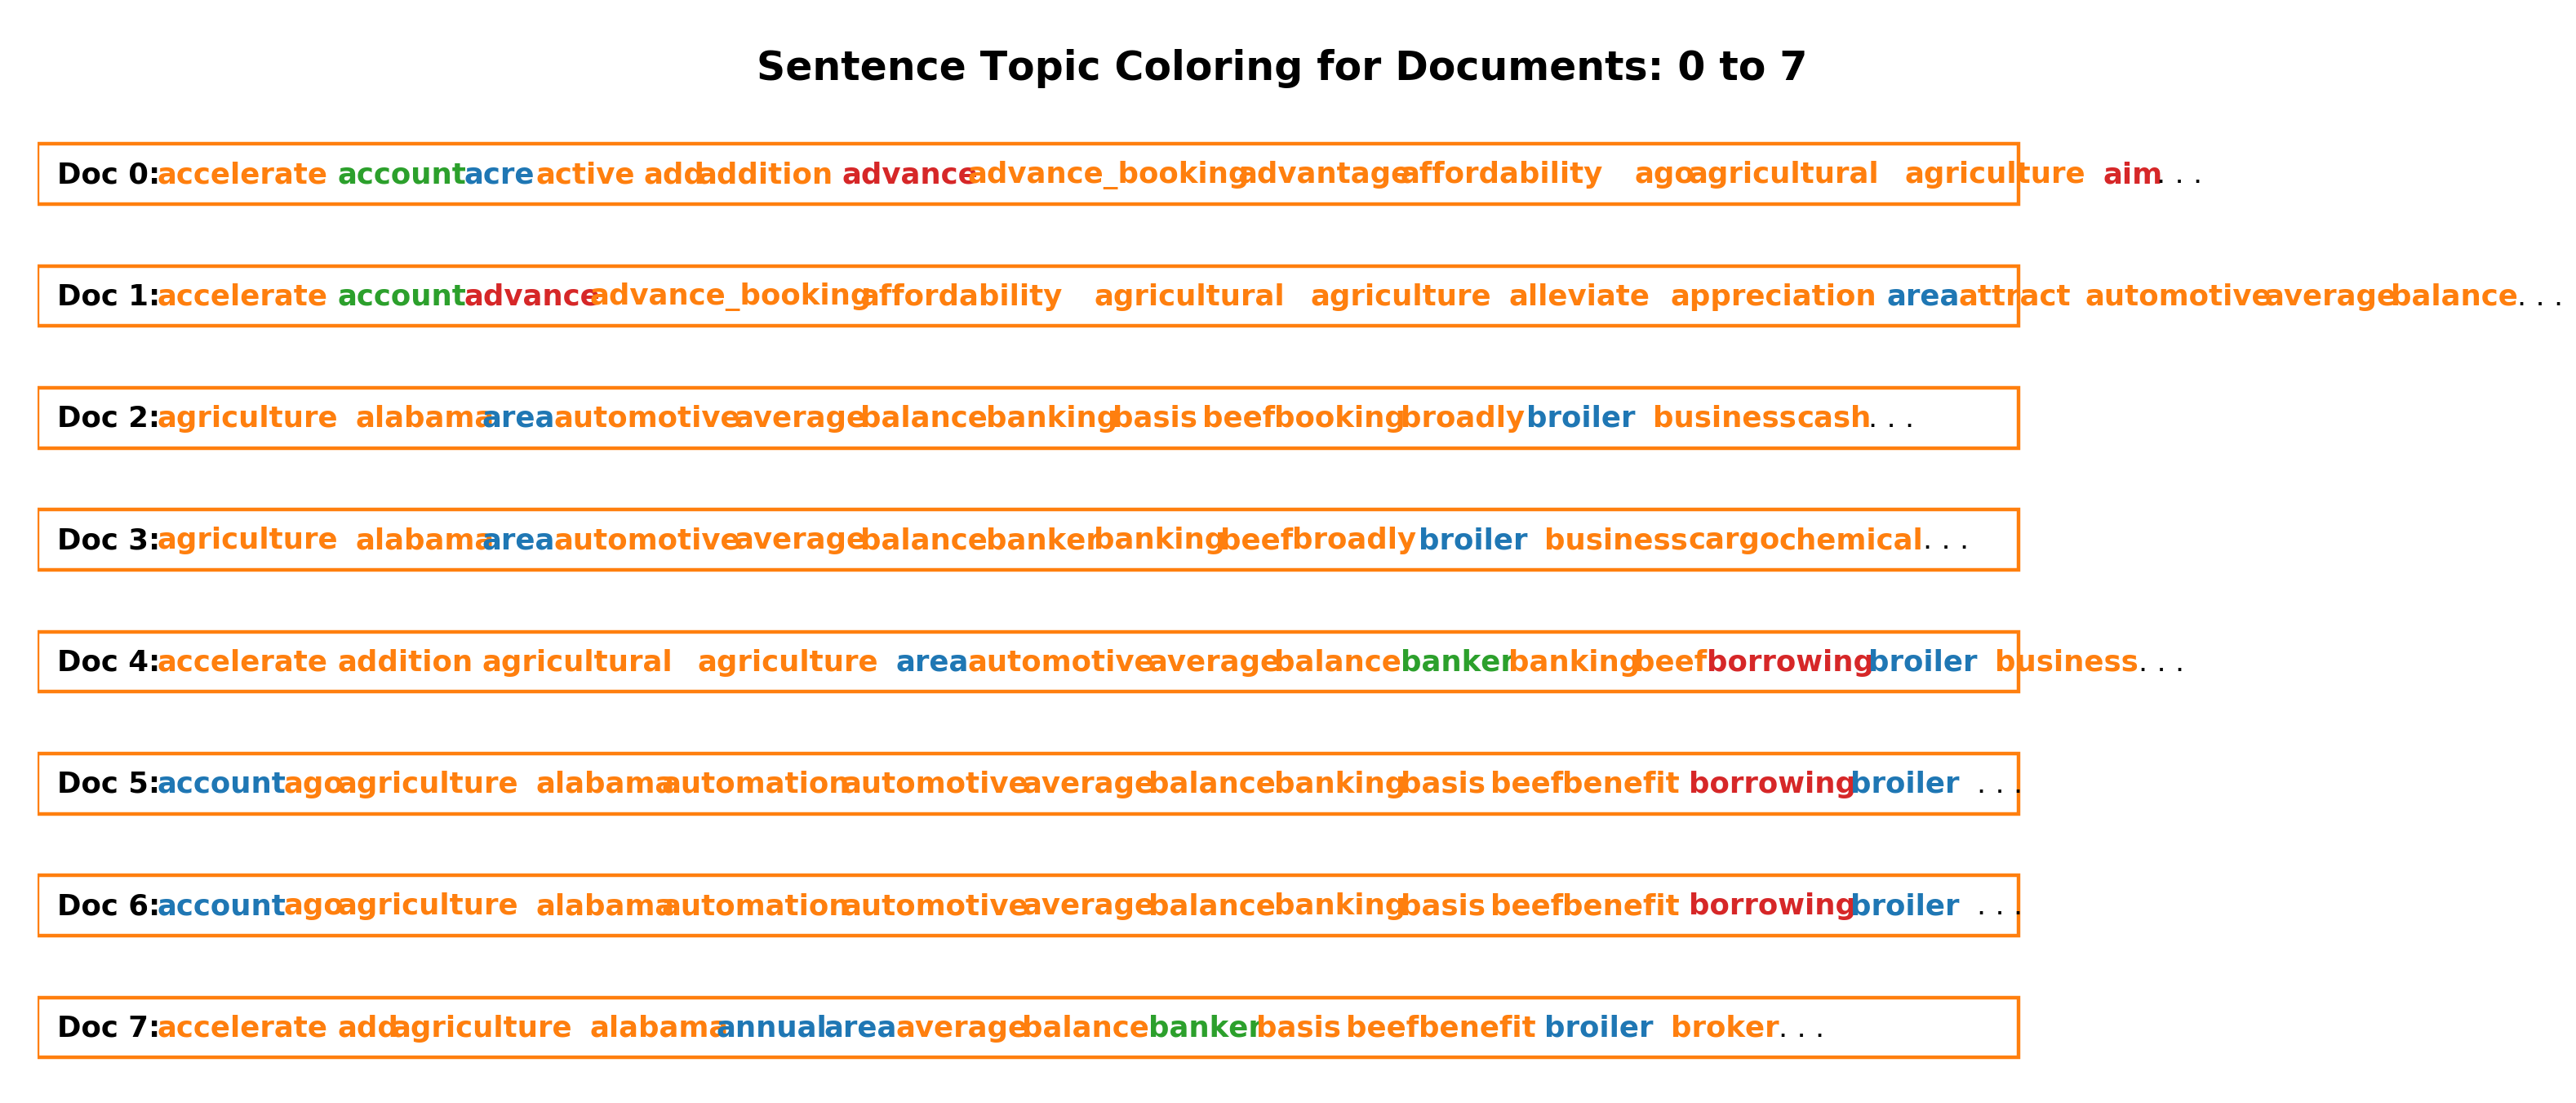 Sentence Topic Coloring for Documents: 0 to 7
Doc 0: accelerate account acre active add addition advance advance_booking advantage affordability ago agricultural agriculture aim . . .
Doc 1: accelerate account advance advance_booking affordability agricultural agriculture alleviate appreciation area attract automotive average balance . . .
Doc 2: agriculture alabama area automotive average balance banking basis beef booking broadly broiler business cash . . .
Doc 3: agriculture alabama area automotive average balance banker banking beef broadly broiler business cargo chemical . . .
Doc 4: accelerate addition agricultural agriculture area automotive average balance banker banking beef borrowing broiler business . . .
Doc 5: account ago agriculture alabama automation automotive average balance banking basis beef benefit borrowing broiler . . .
Doc 6: account ago agriculture alabama automation automotive average balance banking basis beef benefit borrowing broiler . . .
Doc 7: accelerate add agriculture alabama annual area average balance banker basis beef benefit broiler broker . . .